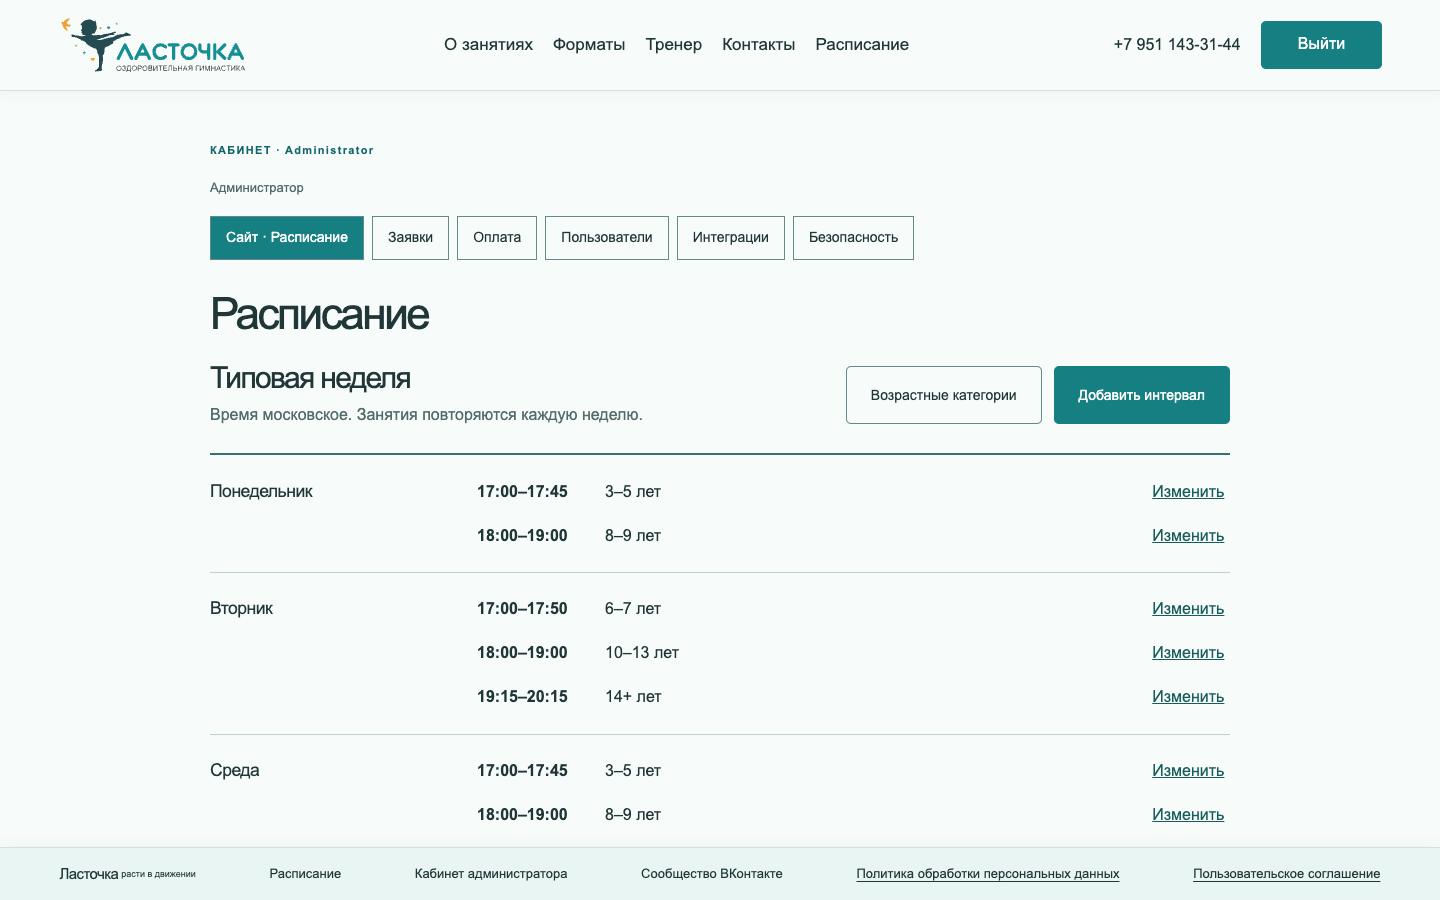 ЛАСТОЧКА
ОЗДОРОВИТЕЛЬНАЯ ГИМНАСТИКА
О занятиях Форматы Тренер Контакты Расписание
+7 951 143-31-44 Выйти
КАБИНЕТ · Administrator
Администратор
Сайт · Расписание Заявки Оплата Пользователи Интеграции Безопасность
Расписание
Типовая неделя
Время московское. Занятия повторяются каждую неделю.
Возрастные категории Добавить интервал
Понедельник 17:00–17:45 3–5 лет Изменить
18:00–19:00 8–9 лет Изменить
Вторник 17:00–17:50 6–7 лет Изменить
18:00–19:00 10–13 лет Изменить
19:15–20:15 14+ лет Изменить
Среда 17:00–17:45 3–5 лет Изменить
18:00–19:00 8–9 лет Изменить
Ласточка расти в движении Расписание Кабинет администратора Сообщество ВКонтакте Политика обработки персональных данных Пользовательское соглашение